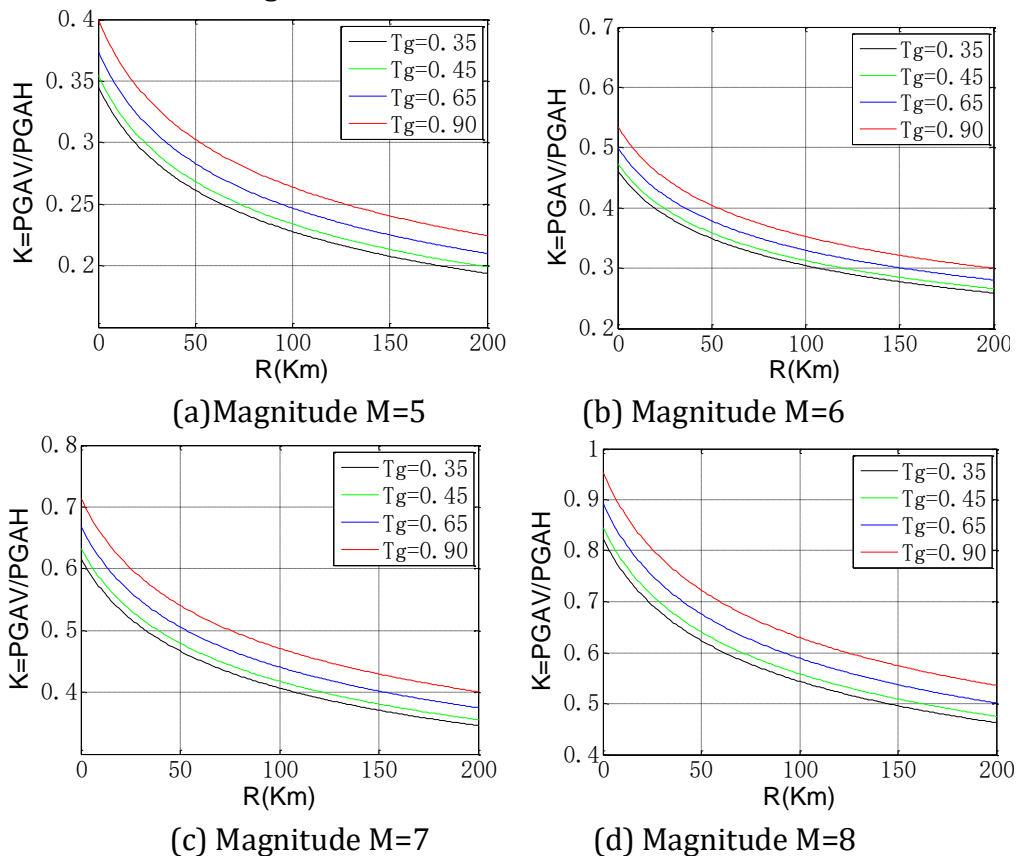 0.4
0.35
0.3
0.25
0.2
K=PGAV/PGAH
Tg=0.35
Tg=0.45
Tg=0.65
Tg=0.90
0 50 100 150 200
R(Km)
(a)Magnitude M=5
0.7
0.6
0.5
0.4
0.3
0.2
K=PGAV/PGAH
Tg=0.35
Tg=0.45
Tg=0.65
Tg=0.90
0 50 100 150 200
R(Km)
(b) Magnitude M=6
0.8
0.7
0.6
0.5
0.4
K=PGAV/PGAH
Tg=0.35
Tg=0.45
Tg=0.65
Tg=0.90
0 50 100 150 200
R(Km)
(c) Magnitude M=7
1
0.9
0.8
0.7
0.6
0.5
0.4
K=PGAV/PGAH
Tg=0.35
Tg=0.45
Tg=0.65
Tg=0.90
0 50 100 150 200
R(Km)
(d) Magnitude M=8